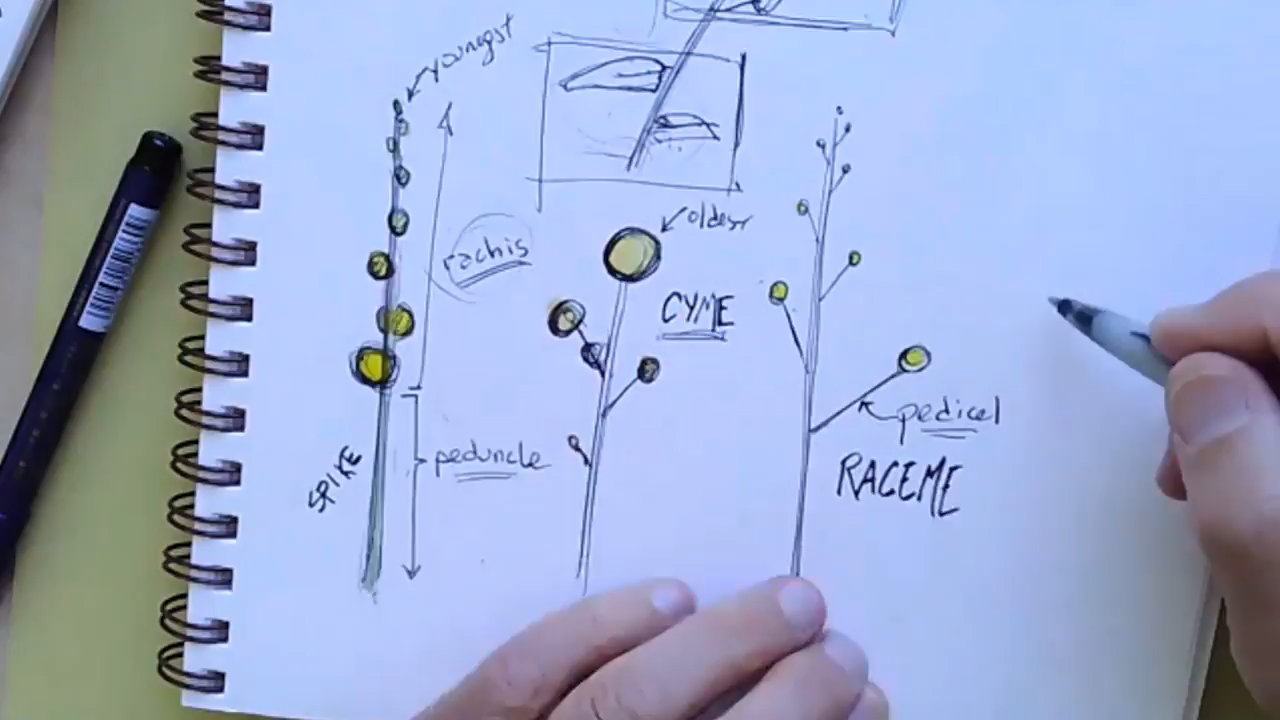 youngest
rachis
oldest
CYME
SPIKE
peduncle
pedicel
RACEME